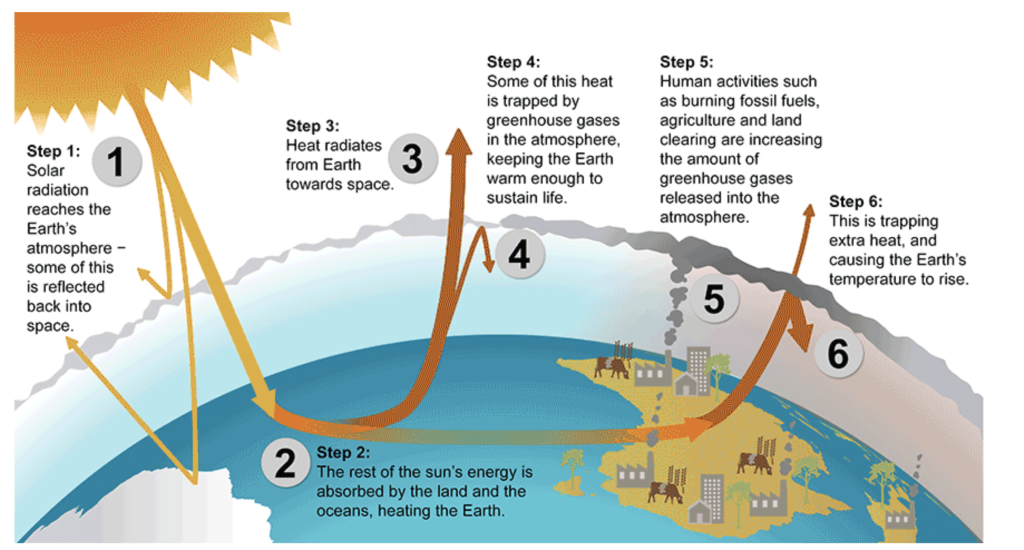 Step 1:
Solar
radiation
reaches the
Earth's
atmosphere –
some of this
is reflected
back into
space.
1
2
Step 2:
The rest of the sun's energy is
absorbed by the land and the
oceans, heating the Earth.
Step 3:
Heat radiates
from Earth
towards space.
3
Step 4:
Some of this heat
is trapped by
greenhouse gases
in the atmosphere,
keeping the Earth
warm enough to
sustain life.
4
Step 5:
Human activities such
as burning fossil fuels,
agriculture and land
clearing are increasing
the amount of
greenhouse gases
released into the
atmosphere.
5
Step 6:
This is trapping
extra heat, and
causing the Earth's
temperature to rise.
6